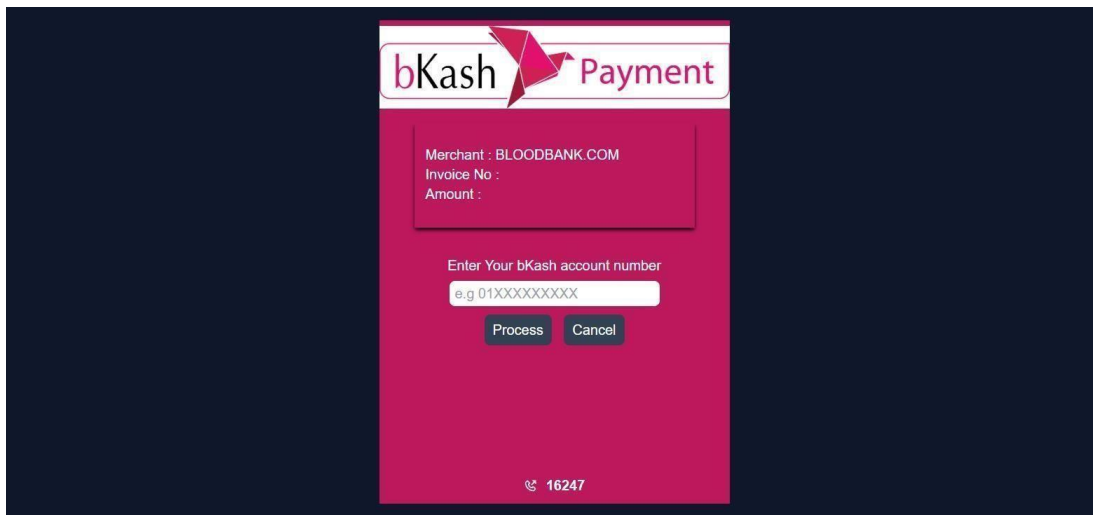 bKash Payment
Merchant : BLOODBANK.COM
Invoice No :
Amount :
Enter Your bKash account number
e.g 01XXXXXXXXX
Process Cancel
16247